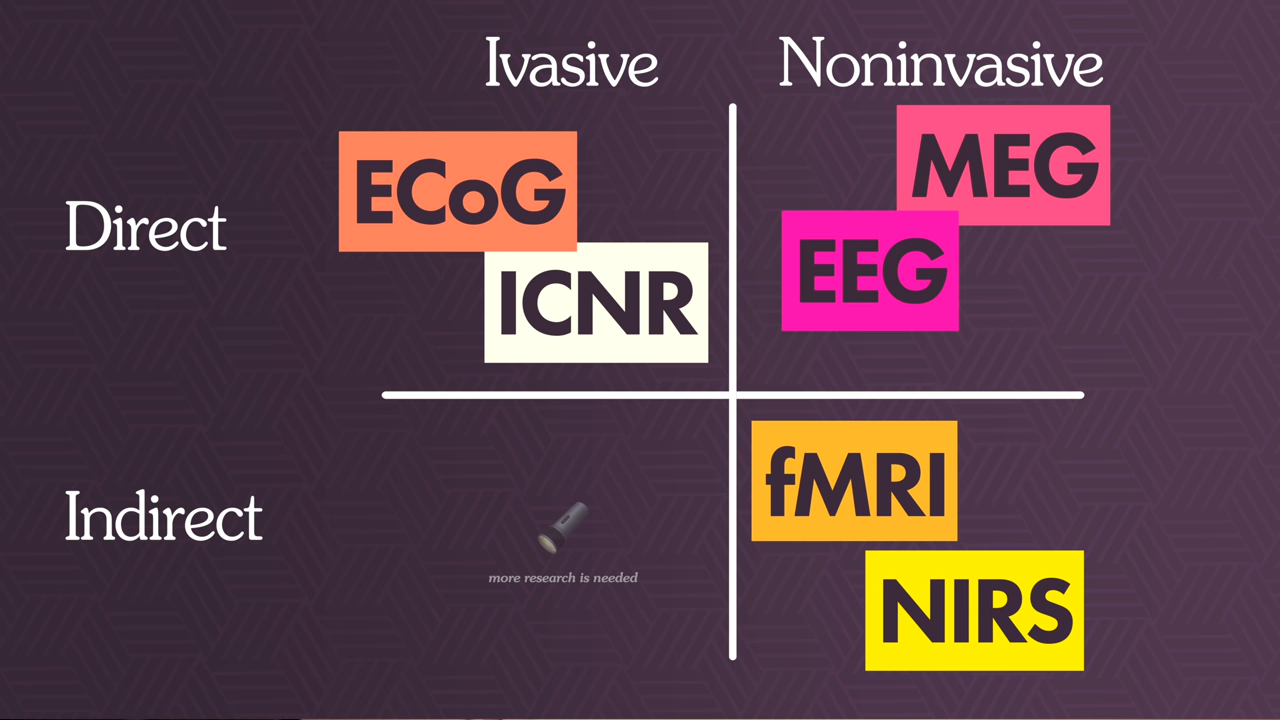 Ivasive Noninvasive
Direct
ECoG
ICNR
MEG
EEG
Indirect
more research is needed
fMRI
NIRS